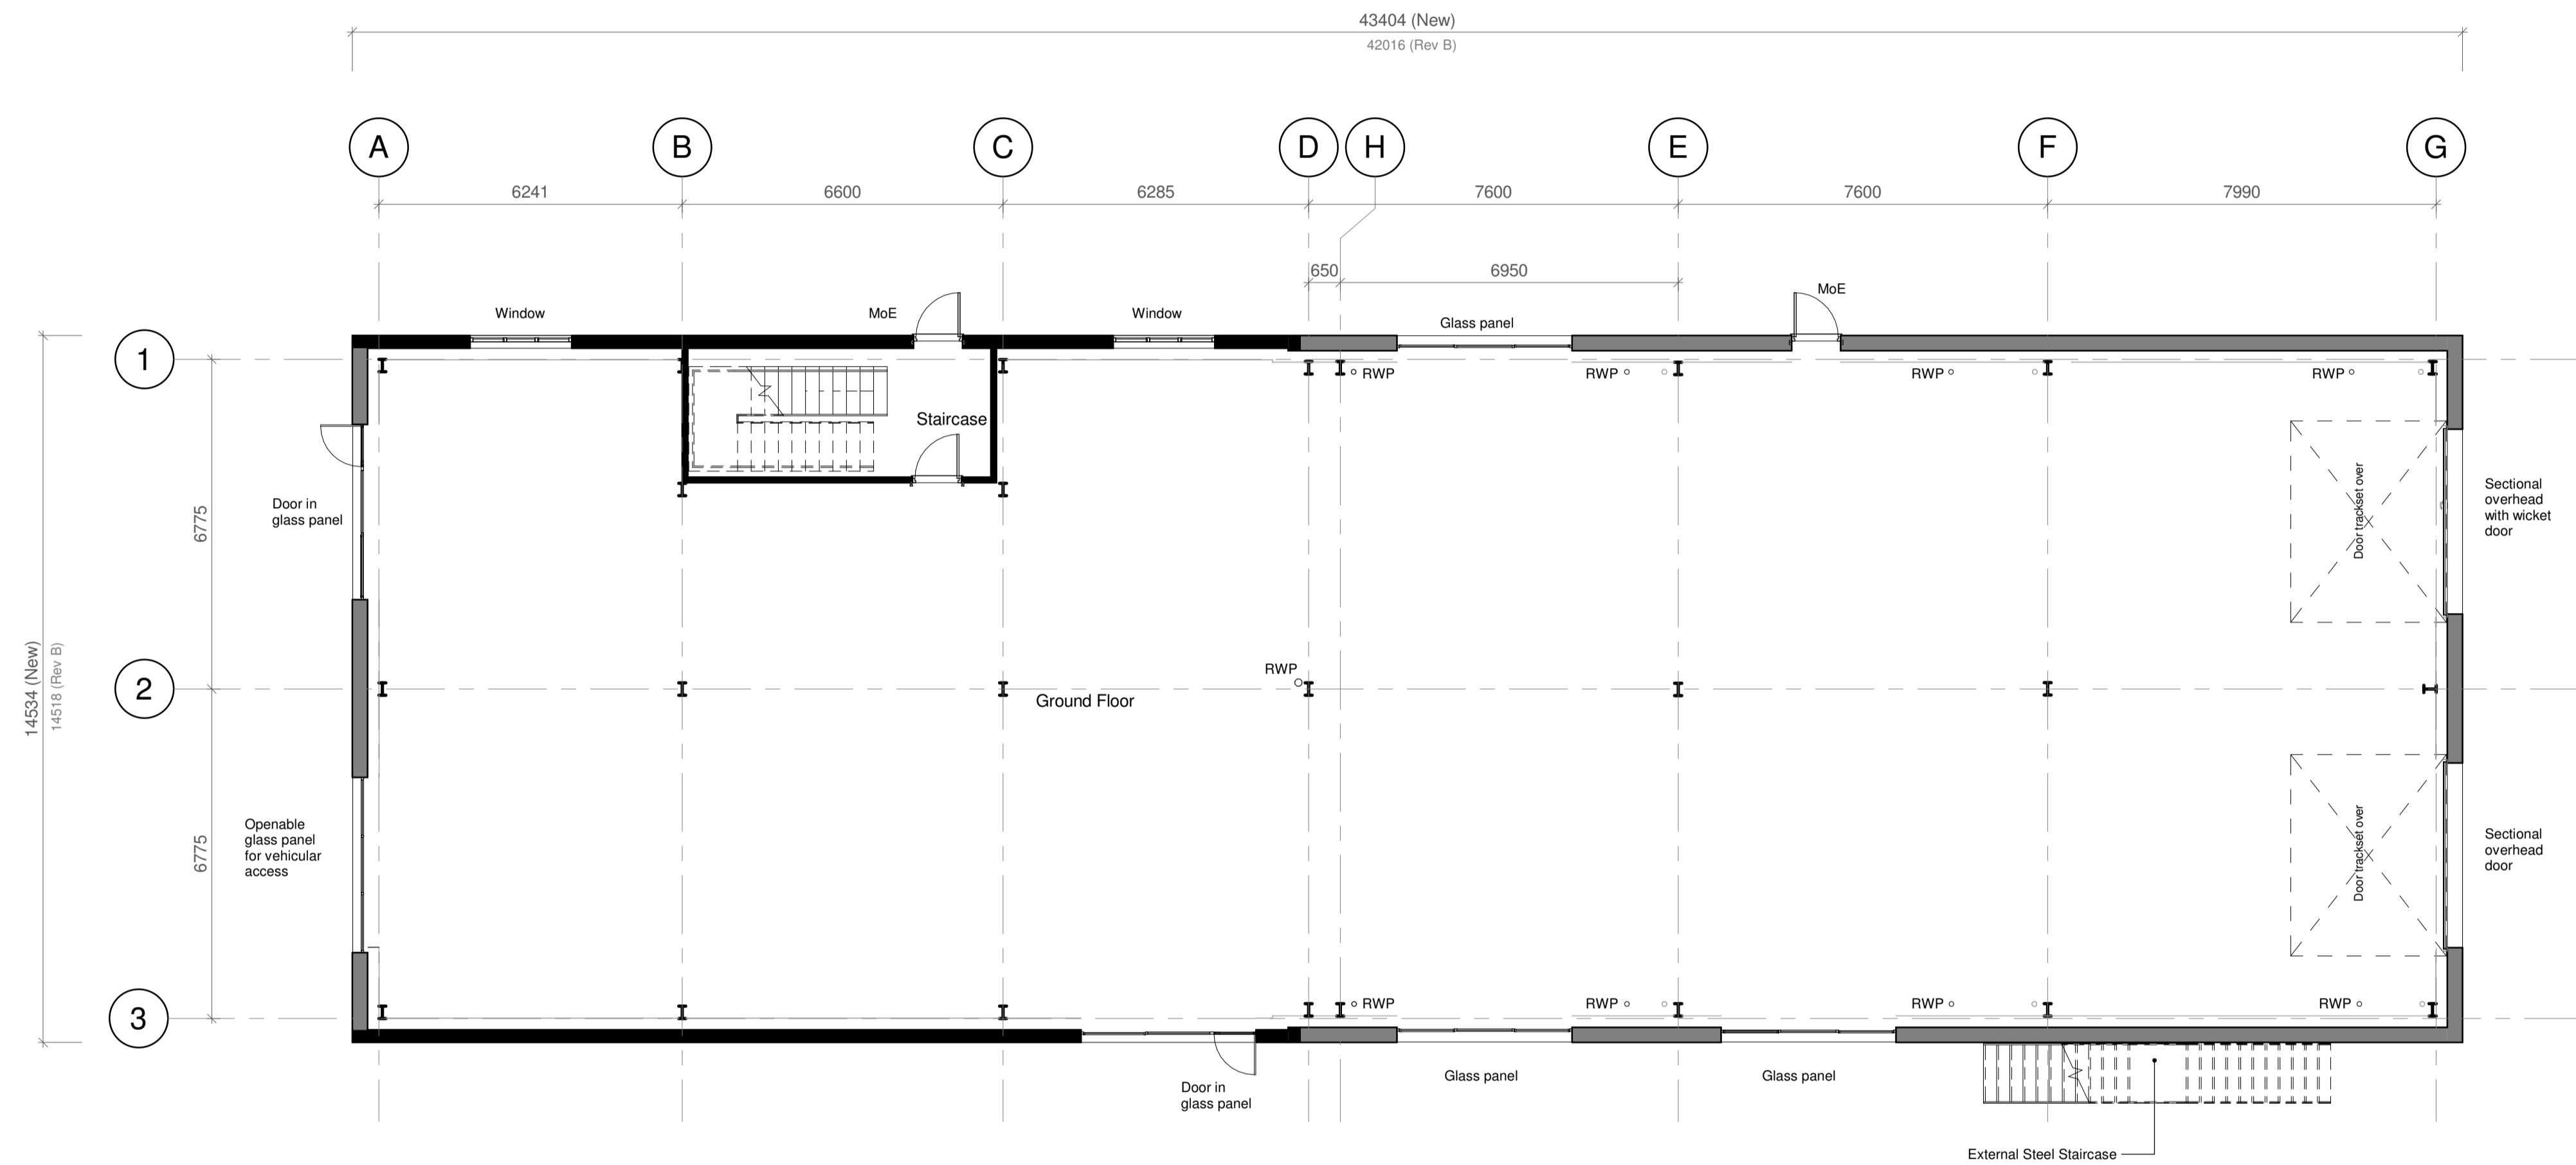 43404 (New)
42016 (Rev B)
A B C D H E F G
6241 6600 6285 7600 7600 7990
650 6950
Window MoE Window Glass panel MoE
1
RWP RWP RWP RWP
Staircase
Door in
glass panel
6775
Door trackset over
Sectional
overhead
with wicket
door
14534 (New)
14518 (Rev B)
2
RWP
Ground Floor
Openable
glass panel
for vehicular
access
6775
Door trackset over
Sectional
overhead
door
3
RWP RWP RWP RWP
Door in
glass panel
Glass panel Glass panel
External Steel Staircase